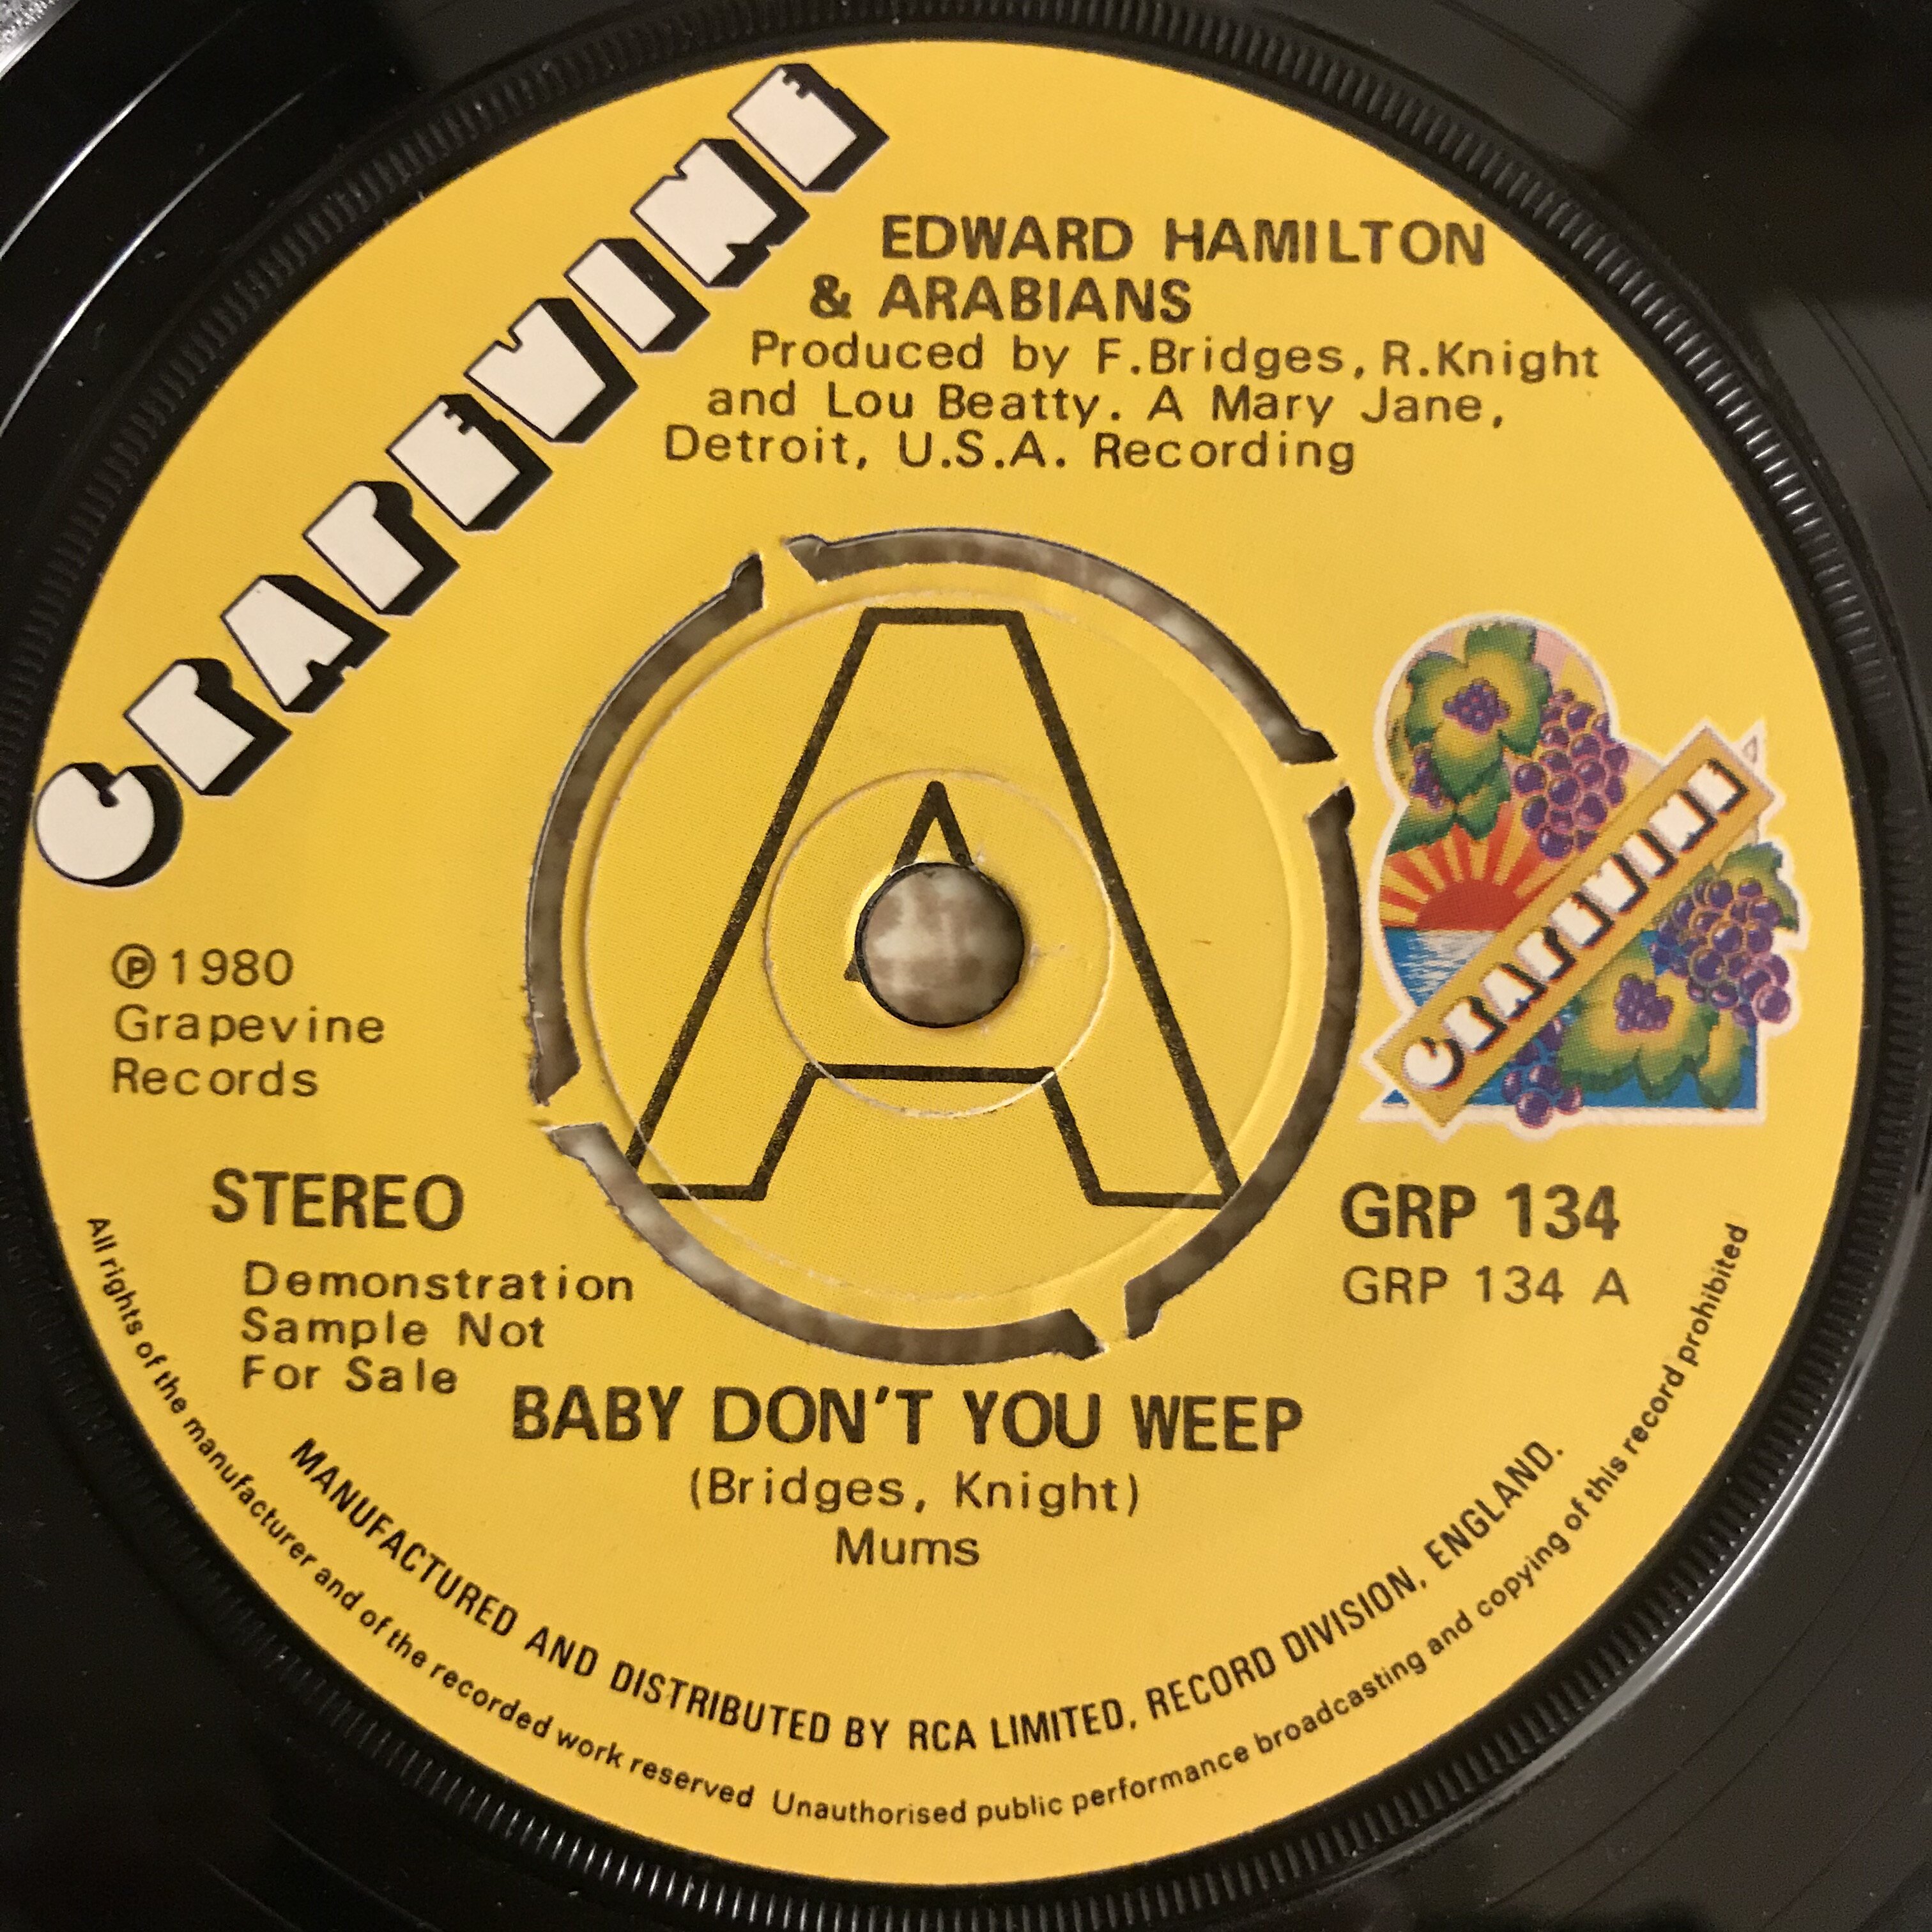 GRAPEVINE
EDWARD HAMILTON
& ARABIANS
Produced by F.Bridges, R.Knight
and Lou Beatty. A Mary Jane,
Detroit, U.S.A. Recording
A
GRAPEVINE
Ⓟ1980
Grapevine
Records
STEREO
Demonstration
Sample Not
For Sale
GRP 134
GRP 134 A
BABY DON'T YOU WEEP
(Bridges, Knight)
Mums
MANUFACTURED AND DISTRIBUTED BY RCA LIMITED, RECORD DIVISION, ENGLAND.
All rights of the manufacturer and of the recorded work reserved Unauthorised public performance broadcasting and copying of this record prohibited